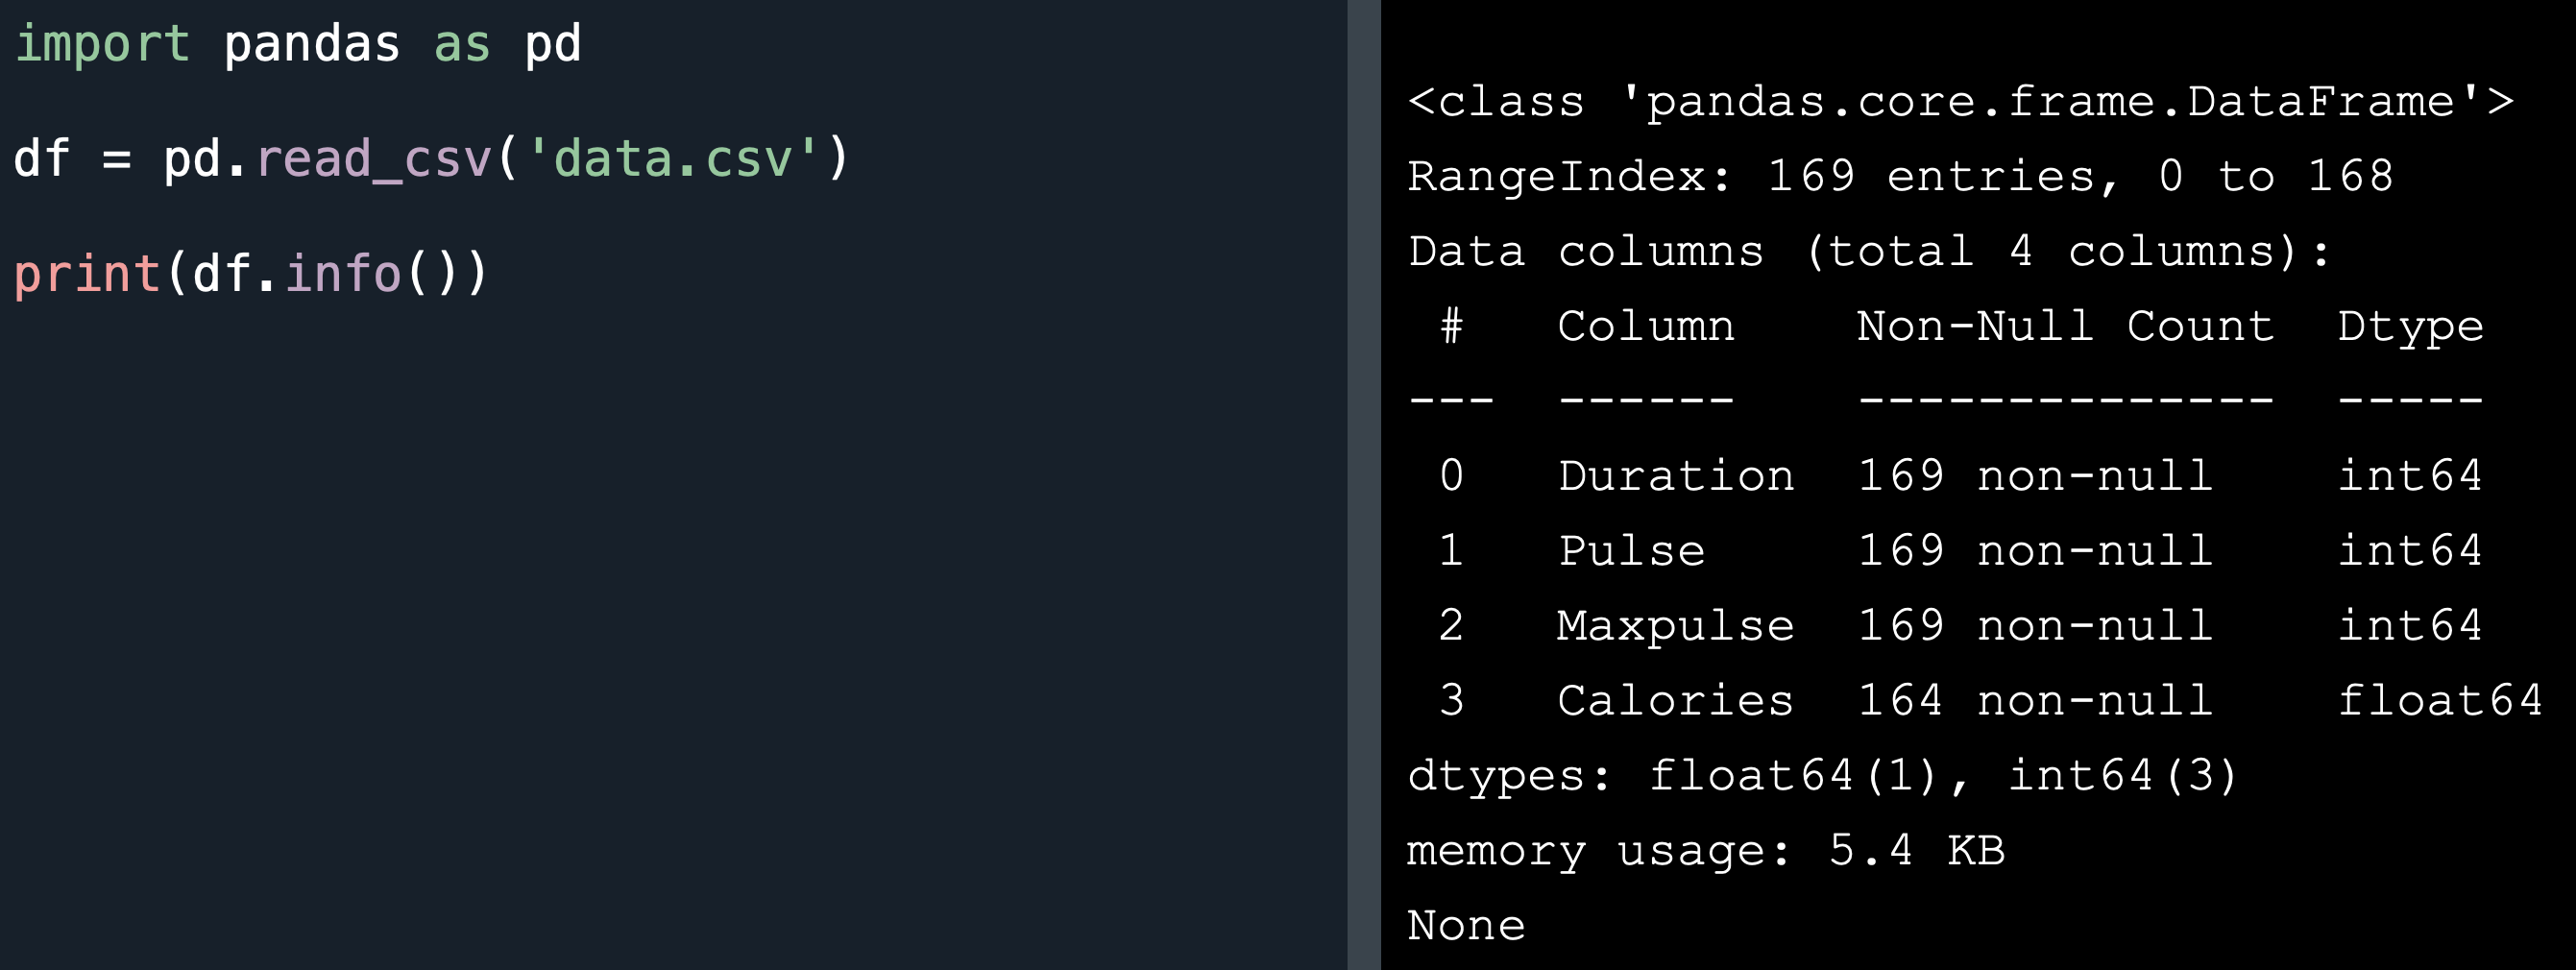 import pandas as pd
df = pd.read_csv('data.csv')
print(df.info())
<class 'pandas.core.frame.DataFrame'>
RangeIndex: 169 entries, 0 to 168
Data columns (total 4 columns):
 #   Column    Non-Null Count  Dtype
---  ------    --------------  -----
 0   Duration  169 non-null    int64
 1   Pulse     169 non-null    int64
 2   Maxpulse  169 non-null    int64
 3   Calories  164 non-null    float64
dtypes: float64(1), int64(3)
memory usage: 5.4 KB
None